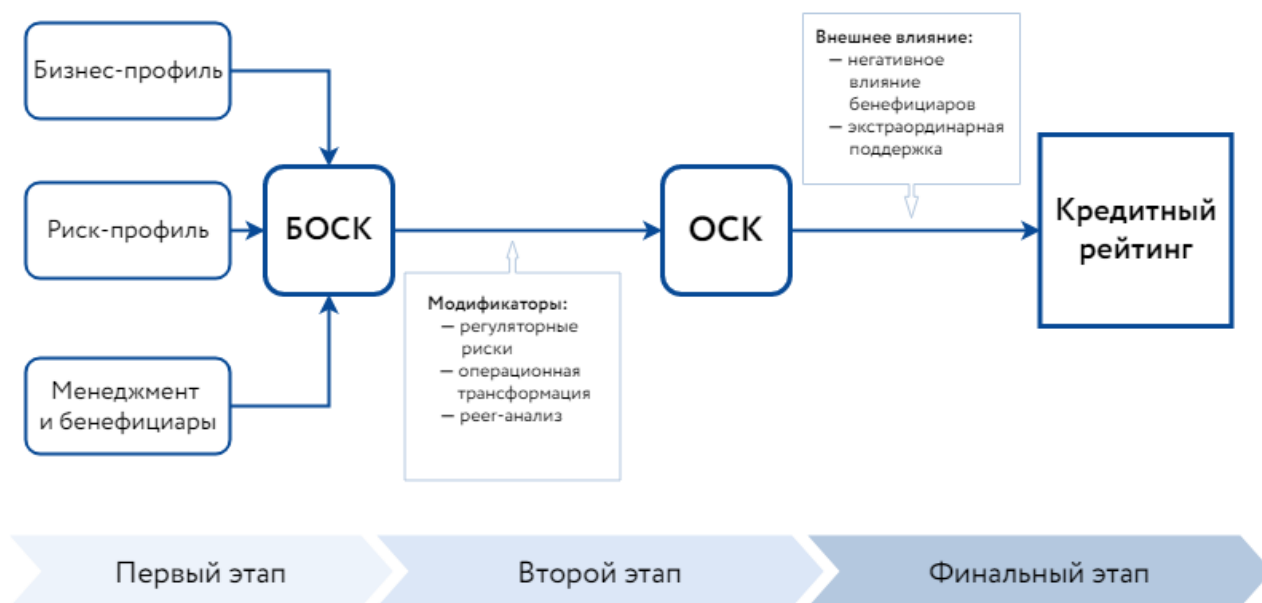 Бизнес-профиль
Риск-профиль
Менеджмент
и бенефициары
БОСК
Модификаторы:
— регуляторные
риски
— операционная
трансформация
— peer-анализ
ОСК
Внешнее влияние:
— негативное
влияние
бенефициаров
— экстраординарная
поддержка
Кредитный
рейтинг
Первый этап
Второй этап
Финальный этап